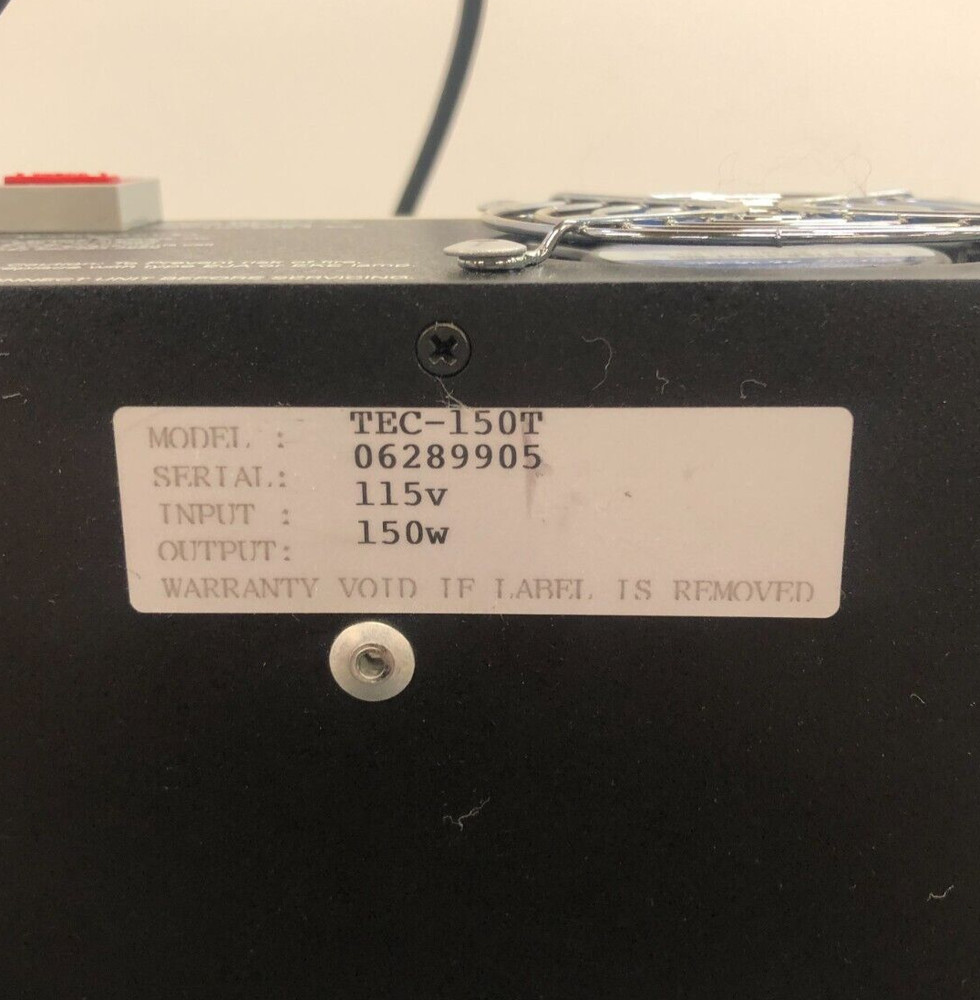 MODEL : TEC-150T
SERIAL: 06289905
INPUT : 115v
OUTPUT: 150w
WARRANTY VOID IF LABEL IS REMOVED